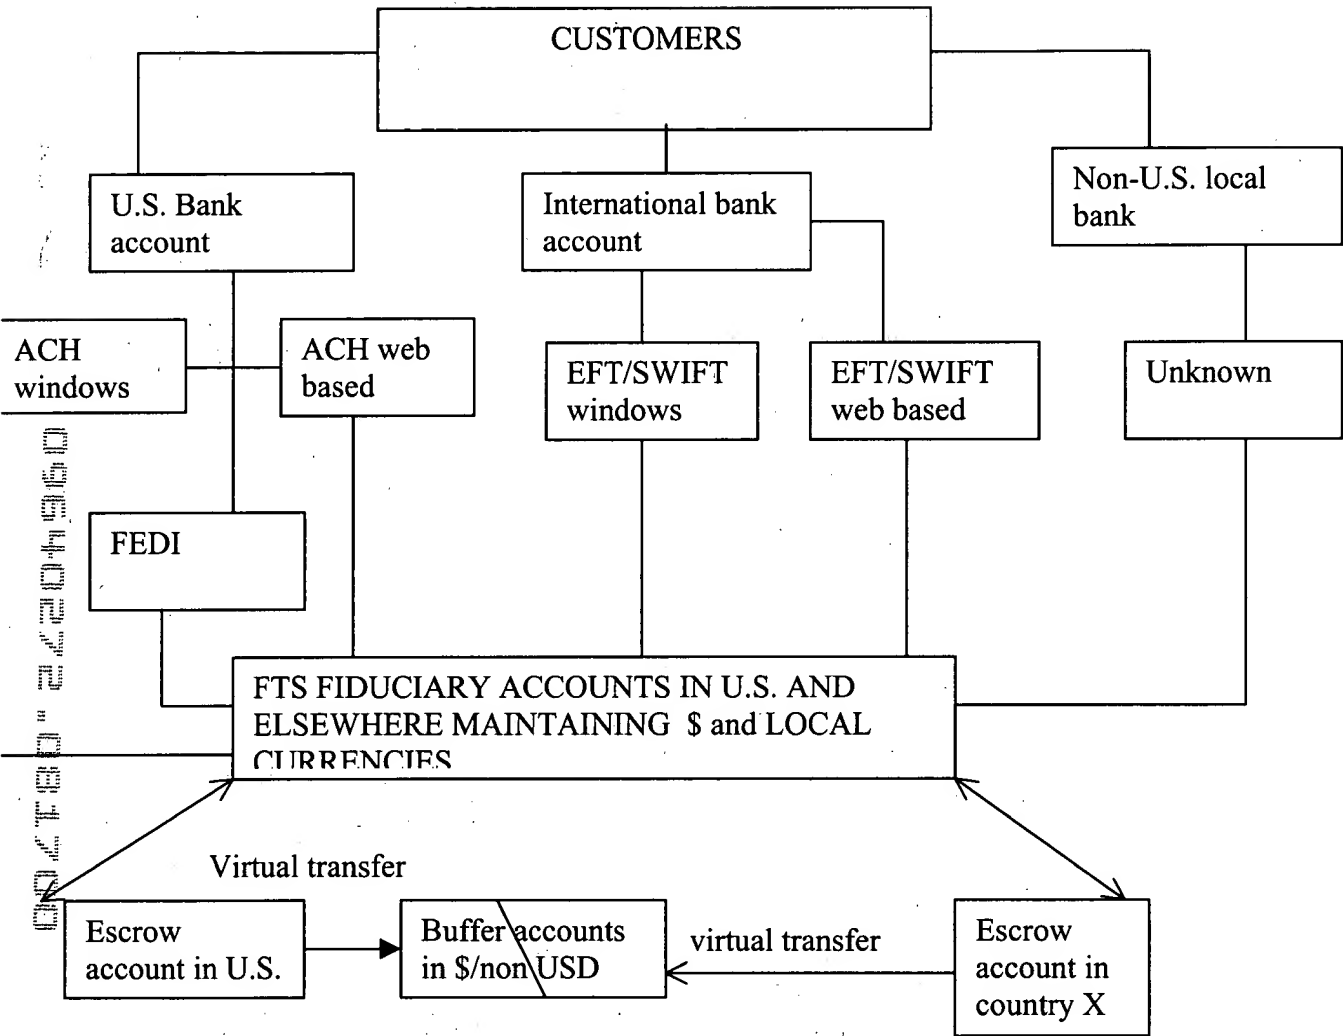 CUSTOMERS
U.S. Bank
account
International bank
account
Non-U.S. local
bank
ACH
windows
ACH web
based
EFT/SWIFT
windows
EFT/SWIFT
web based
Unknown
FEDI
FTS FIDUCIARY ACCOUNTS IN U.S. AND
ELSEWHERE MAINTAINING $ and LOCAL
CURRENCIES
Virtual transfer
Escrow
account in U.S.
Buffer accounts
in $/non USD
virtual transfer
Escrow
account in
country X